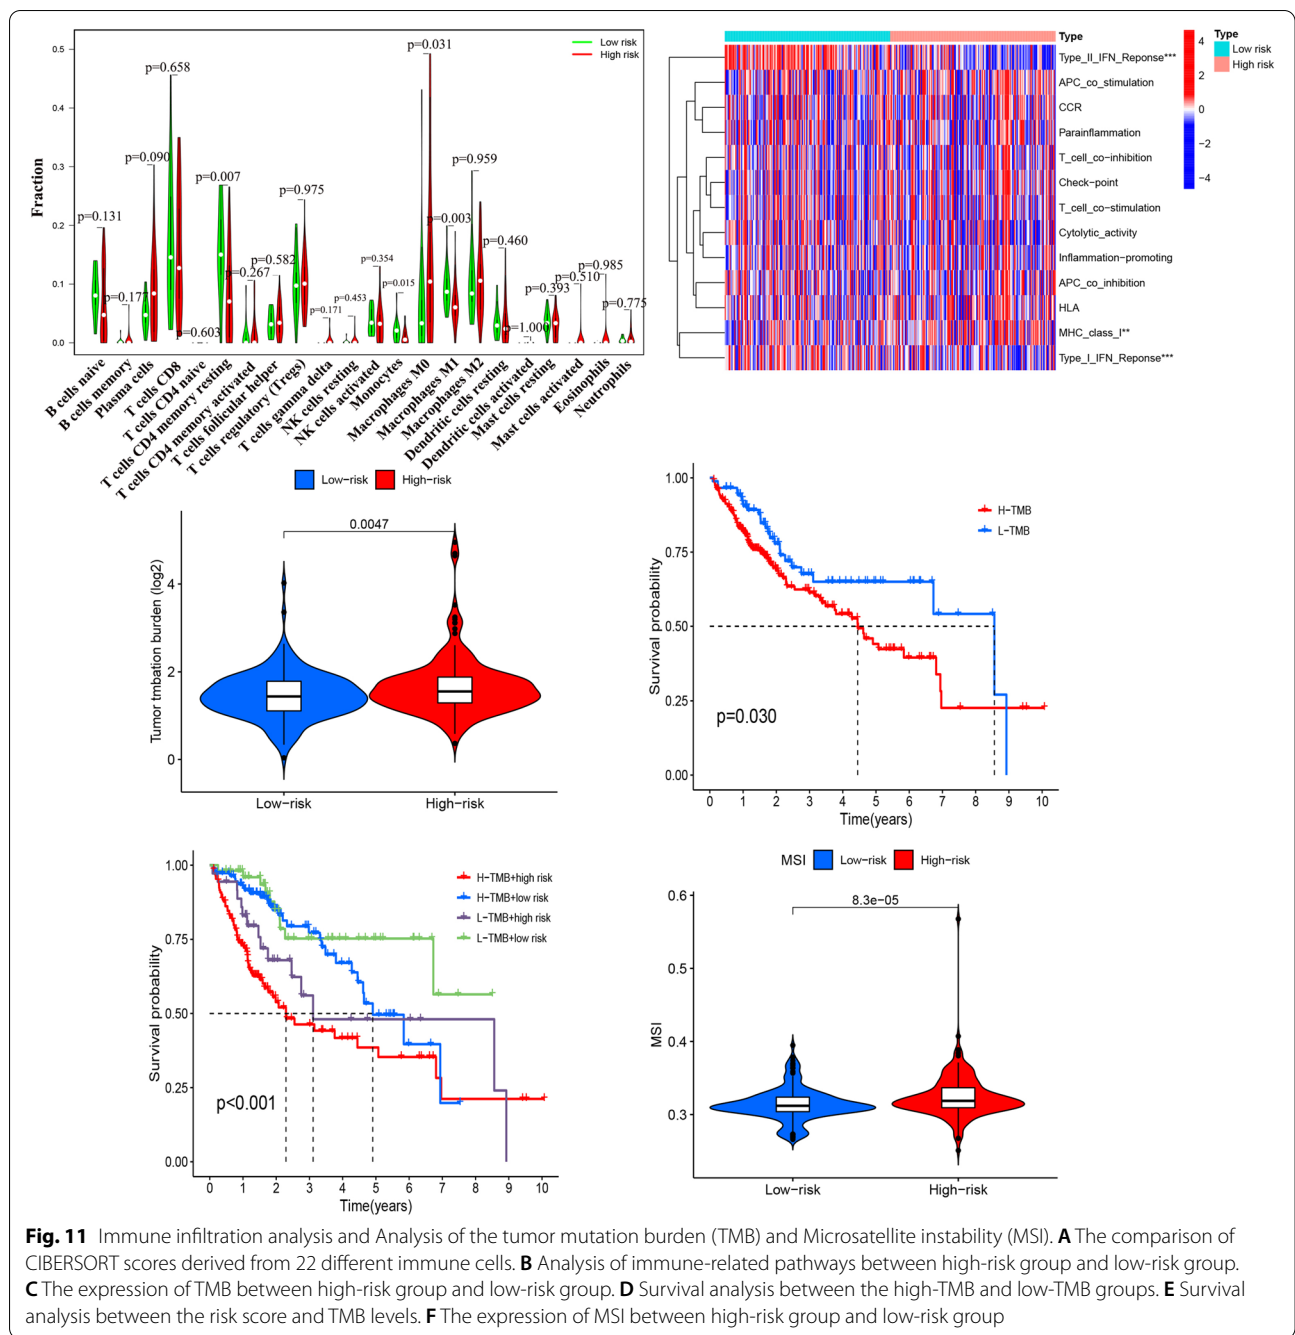 Low risk
High risk
Fraction
0.5
0.4
0.3
0.2
0.1
0.0
p=0.131
p=0.177
p=0.090
p=0.658
p=0.603
p=0.007
p=0.267
p=0.582
p=0.975
p=0.171
p=0.453
p=0.354
p=0.015
p=0.031
p=0.003
p=0.959
p=0.460
p=1.000
p=0.393
p=0.510
p=0.985
p=0.775
B cells naive
B cells memory
Plasma cells
T cells CD8
T cells CD4 naive
T cells CD4 memory resting
T cells CD4 memory activated
T cells follicular helper
T cells regulatory (Tregs)
T cells gamma delta
NK cells resting
NK cells activated
Monocytes
Macrophages M0
Macrophages M1
Macrophages M2
Dendritic cells resting
Dendritic cells activated
Mast cells resting
Mast cells activated
Eosinophils
Neutrophils
Type
Type_II_IFN_Reponse***
APC_co_stimulation
CCR
Parainflammation
T_cell_co-inhibition
Check-point
T_cell_co-stimulation
Cytolytic_activity
Inflammation-promoting
APC_co_inhibition
HLA
MHC_class_I**
Type_I_IFN_Reponse***
4
2
0
−2
−4
Type
Low risk
High risk
Low−risk
High−risk
Tumor tmbation burden (log2)
4
2
0
0.0047
Low−risk
High−risk
Survival probability
1.00
0.75
0.50
0.25
0.00
H−TMB
L−TMB
p=0.030
0 1 2 3 4 5 6 7 8 9 10
Time(years)
Survival probability
1.00
0.75
0.50
0.25
0.00
H−TMB+high risk
H−TMB+low risk
L−TMB+high risk
L−TMB+low risk
p<0.001
0 1 2 3 4 5 6 7 8 9 10
Time(years)
MSI
Low−risk
High−risk
MSI
0.6
0.5
0.4
0.3
8.3e−05
Low−risk
High−risk
Fig. 11 Immune infiltration analysis and Analysis of the tumor mutation burden (TMB) and Microsatellite instability (MSI). A The comparison of
CIBERSORT scores derived from 22 different immune cells. B Analysis of immune-related pathways between high-risk group and low-risk group.
C The expression of TMB between high-risk group and low-risk group. D Survival analysis between the high-TMB and low-TMB groups. E Survival
analysis between the risk score and TMB levels. F The expression of MSI between high-risk group and low-risk group